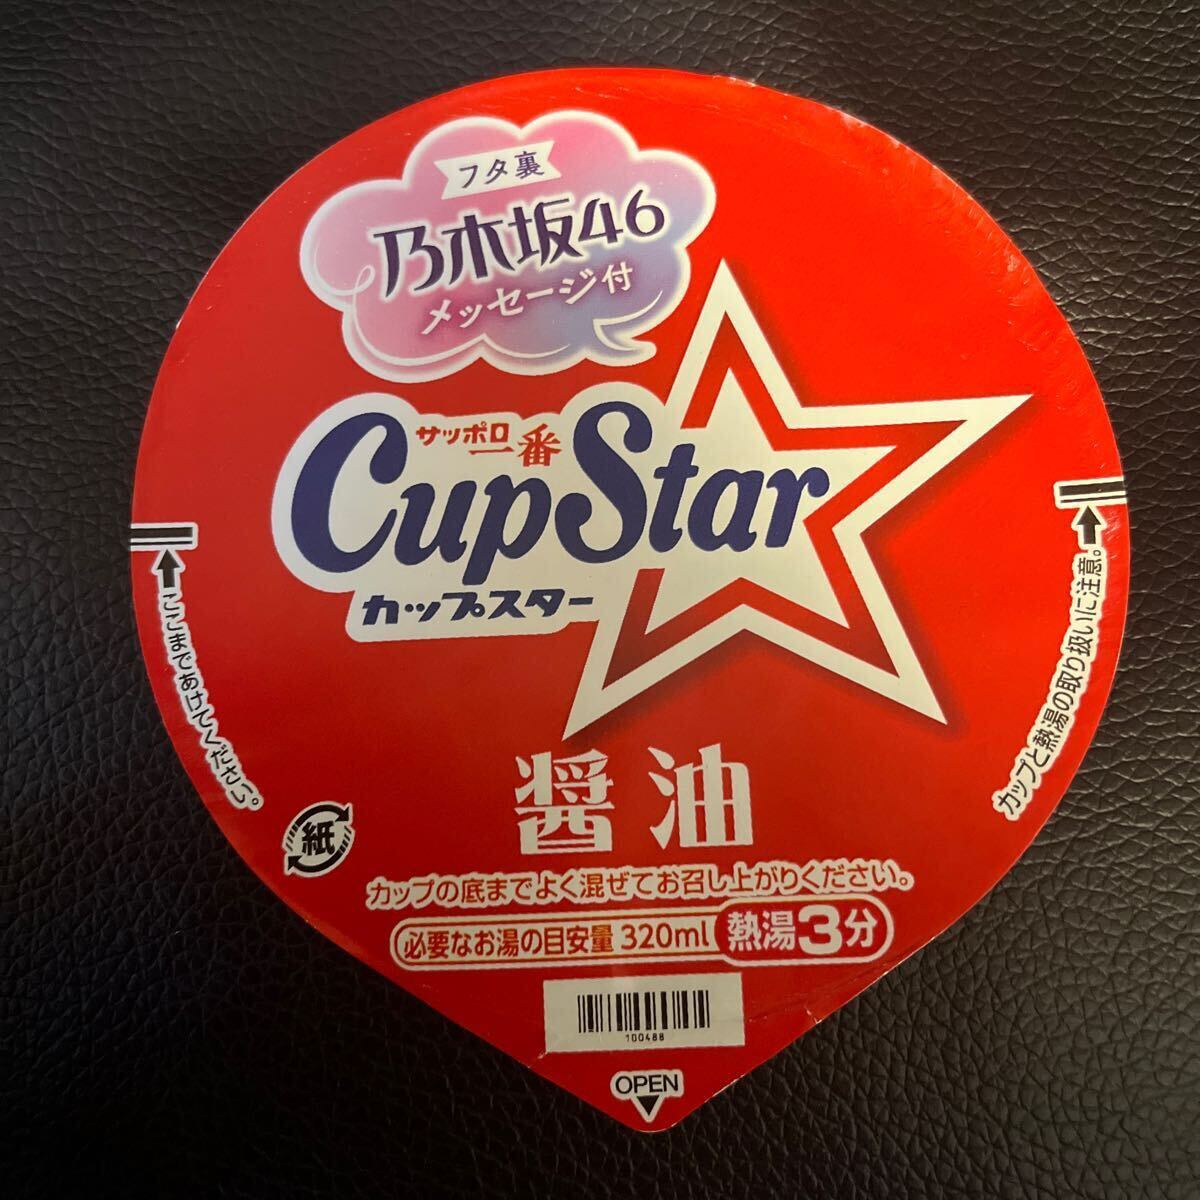 フタ裏
乃木坂46
メッセージ付
サッポロ一番
CupStar
カップスター
ここまであけてください。
カップと熱湯の取り扱いに注意。
紙
醤油
カップの底までよく混ぜてお召し上がりください。
必要なお湯の目安量 320ml 熱湯3分
100488
OPEN